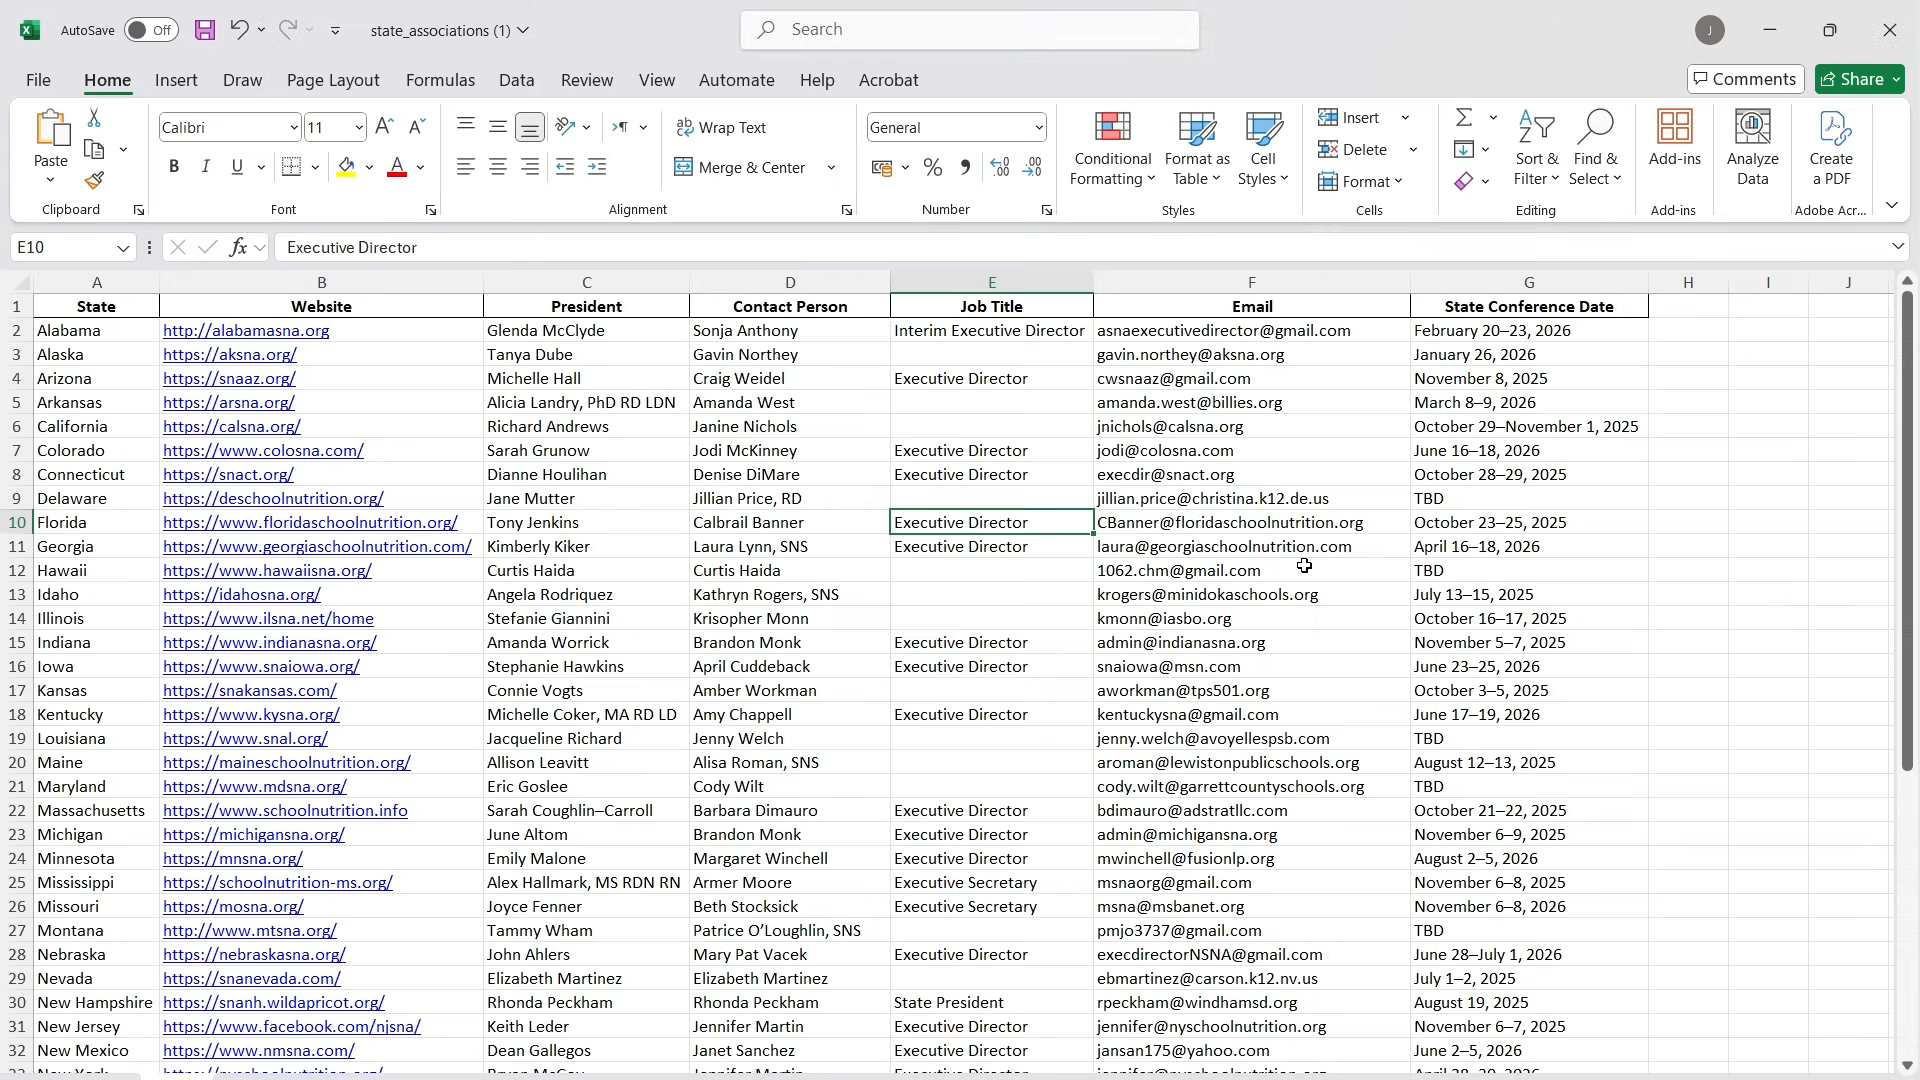 AutoSave Off state_associations (1) Search J
File Home Insert Draw Page Layout Formulas Data Review View Automate Help Acrobat Comments Share
Paste Calibri 11 Wrap Text General Conditional Formatting Format as Table Cell Styles Insert Sort & Filter Find & Select Add-ins Analyze Data Create a PDF
B I U Merge & Center % Delete
Format
Clipboard Font Alignment Number Styles Cells Editing Add-ins Adobe Acr...
E10 fx Executive Director
A B C D E F G H I J
1 State Website President Contact Person Job Title Email State Conference Date
2 Alabama http://alabamasna.org Glenda McClyde Sonja Anthony Interim Executive Director asnaexecutivedirector@gmail.com February 20–23, 2026
3 Alaska https://aksna.org/ Tanya Dube Gavin Northey gavin.northey@aksna.org January 26, 2026
4 Arizona https://snaaz.org/ Michelle Hall Craig Weidel Executive Director cwsnaaz@gmail.com November 8, 2025
5 Arkansas https://arsna.org/ Alicia Landry, PhD RD LDN Amanda West amanda.west@billies.org March 8–9, 2026
6 California https://calsna.org/ Richard Andrews Janine Nichols jnichols@calsna.org October 29–November 1, 2025
7 Colorado https://www.colosna.com/ Sarah Grunow Jodi McKinney Executive Director jodi@colosna.com June 16–18, 2026
8 Connecticut https://snact.org/ Dianne Houlihan Denise DiMare Executive Director execdir@snact.org October 28–29, 2025
9 Delaware https://deschoolnutrition.org/ Jane Mutter Jillian Price, RD jillian.price@christina.k12.de.us TBD
10 Florida https://www.floridaschoolnutrition.org/ Tony Jenkins Calbrail Banner Executive Director CBanner@floridaschoolnutrition.org October 23–25, 2025
11 Georgia https://www.georgiaschoolnutrition.com/ Kimberly Kiker Laura Lynn, SNS Executive Director laura@georgiaschoolnutrition.com April 16–18, 2026
12 Hawaii https://www.hawaiisna.org/ Curtis Haida Curtis Haida 1062.chm@gmail.com TBD
13 Idaho https://idahosna.org/ Angela Rodriquez Kathryn Rogers, SNS krogers@minidokaschools.org July 13–15, 2025
14 Illinois https://www.ilsna.net/home Stefanie Giannini Krisopher Monn kmonn@iasbo.org October 16–17, 2025
15 Indiana https://www.indianasna.org/ Amanda Worrick Brandon Monk Executive Director admin@indianasna.org November 5–7, 2025
16 Iowa https://www.snaiowa.org/ Stephanie Hawkins April Cuddeback Executive Director snaiowa@msn.com June 23–25, 2026
17 Kansas https://snakansas.com/ Connie Vogts Amber Workman aworkman@tps501.org October 3–5, 2025
18 Kentucky https://www.kysna.org/ Michelle Coker, MA RD LD Amy Chappell Executive Director kentuckysna@gmail.com June 17–19, 2026
19 Louisiana https://www.snal.org/ Jacqueline Richard Jenny Welch jenny.welch@avoyellespsb.com TBD
20 Maine https://maineschoolnutrition.org/ Allison Leavitt Alisa Roman, SNS aroman@lewistonpublicschools.org August 12–13, 2025
21 Maryland https://www.mdsna.org/ Eric Goslee Cody Wilt cody.wilt@garrettcountyschools.org TBD
22 Massachusetts https://www.schoolnutrition.info Sarah Coughlin–Carroll Barbara Dimauro Executive Director bdimauro@adstratllc.com October 21–22, 2025
23 Michigan https://michigansna.org/ June Altom Brandon Monk Executive Director admin@michigansna.org November 6–9, 2025
24 Minnesota https://mnsna.org/ Emily Malone Margaret Winchell Executive Director mwinchell@fusionlp.org August 2–5, 2026
25 Mississippi https://schoolnutrition-ms.org/ Alex Hallmark, MS RDN RN Armer Moore Executive Secretary msnaorg@gmail.com November 6–8, 2025
26 Missouri https://mosna.org/ Joyce Fenner Beth Stocksick Executive Secretary msna@msbanet.org November 6–8, 2026
27 Montana http://www.mtsna.org/ Tammy Wham Patrice O’Loughlin, SNS pmjo3737@gmail.com TBD
28 Nebraska https://nebraskasna.org/ John Ahlers Mary Pat Vacek Executive Director execdirectorNSNA@gmail.com June 28–July 1, 2026
29 Nevada https://snanevada.com/ Elizabeth Martinez Elizabeth Martinez ebmartinez@carson.k12.nv.us July 1–2, 2025
30 New Hampshire https://snanh.wildapricot.org/ Rhonda Peckham Rhonda Peckham State President rpeckham@windhamsd.org August 19, 2025
31 New Jersey https://www.facebook.com/njsna/ Keith Leder Jennifer Martin Executive Director jennifer@nyschoolnutrition.org November 6–7, 2025
32 New Mexico https://www.nmsna.com/ Dean Gallegos Janet Sanchez Executive Director jansan175@yahoo.com June 2–5, 2026